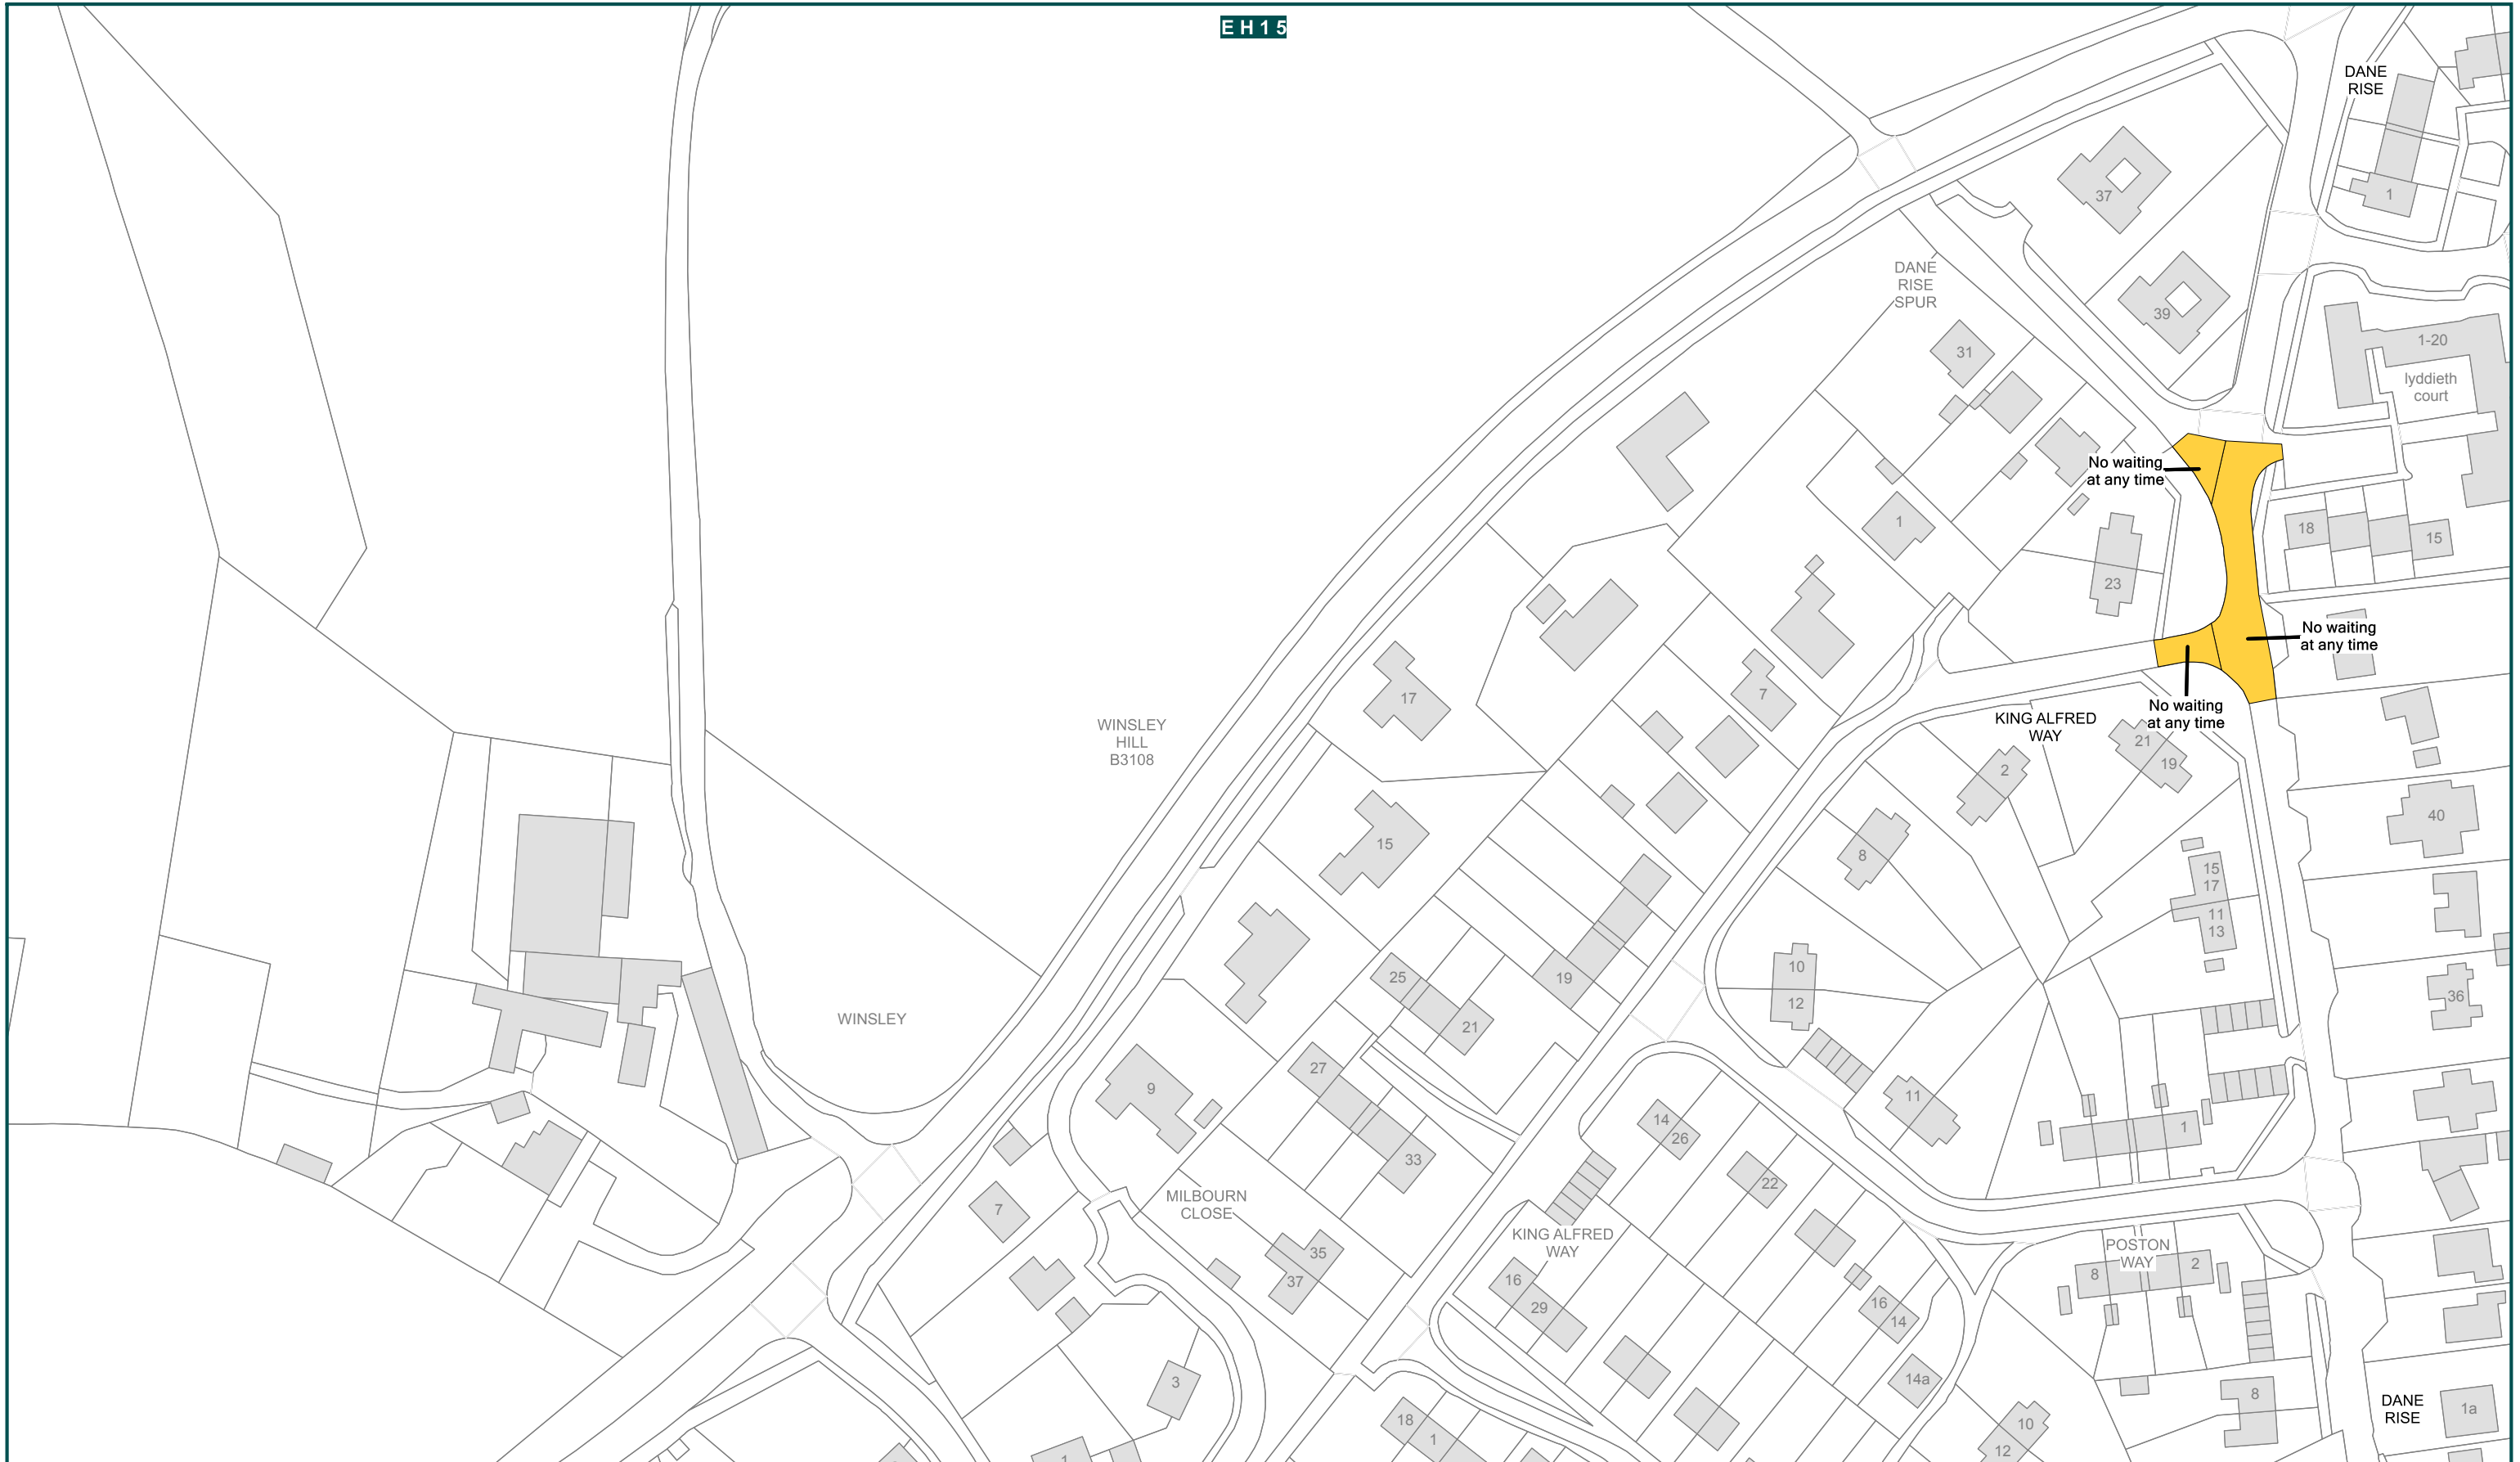 EH15
DANE
RISE
37
1
DANE
RISE
SPUR
39
1-20
31
lyddieth
court
No waiting
at any time
1
18
15
23
No waiting
at any time
17
7
WINSLEY
HILL
B3108
No waiting
at any time
KING ALFRED
WAY
21
19
2
40
15
8
15
17
11
13
10
12
25
19
21
36
WINSLEY
27
9
11
14
26
1
33
22
7
MILBOURN
CLOSE
35
37
KING ALFRED
WAY
POSTON
WAY
8
2
16
29
16
14
3
14a
8
DANE
RISE
1a
18
1
10
12
1